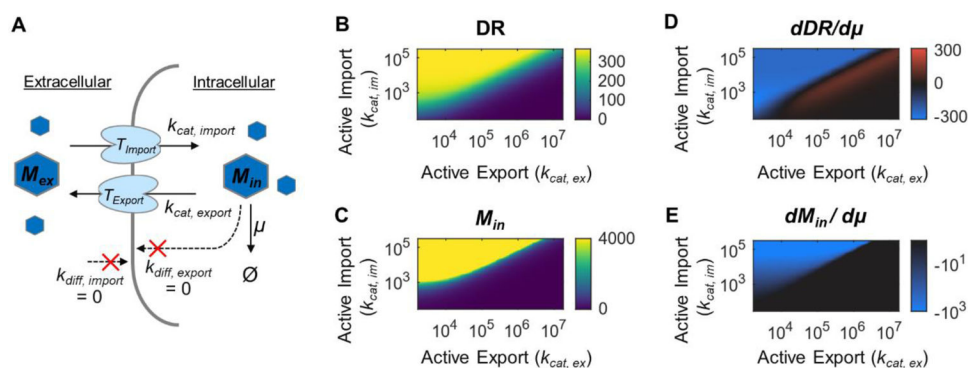 A
Extracellular
Intracellular
k_cat, import
T_Import
M_ex
M_in
T_Export
k_cat, export
μ
k_diff, import
= 0
k_diff, export
= 0
Ø
B
DR
Active Import
(k_cat, im)
10^5
10^3
10^4
10^5
10^6
10^7
Active Export (k_cat, ex)
300
200
100
0
C
M_in
Active Import
(k_cat, im)
10^5
10^3
10^4
10^5
10^6
10^7
Active Export (k_cat, ex)
4000
2000
0
D
dDR/dμ
Active Import
(k_cat, im)
10^5
10^3
10^4
10^5
10^6
10^7
Active Export (k_cat, ex)
300
0
-300
E
dM_in/ dμ
Active Import
(k_cat, im)
10^5
10^3
10^4
10^5
10^6
10^7
Active Export (k_cat, ex)
-10^1
-10^3